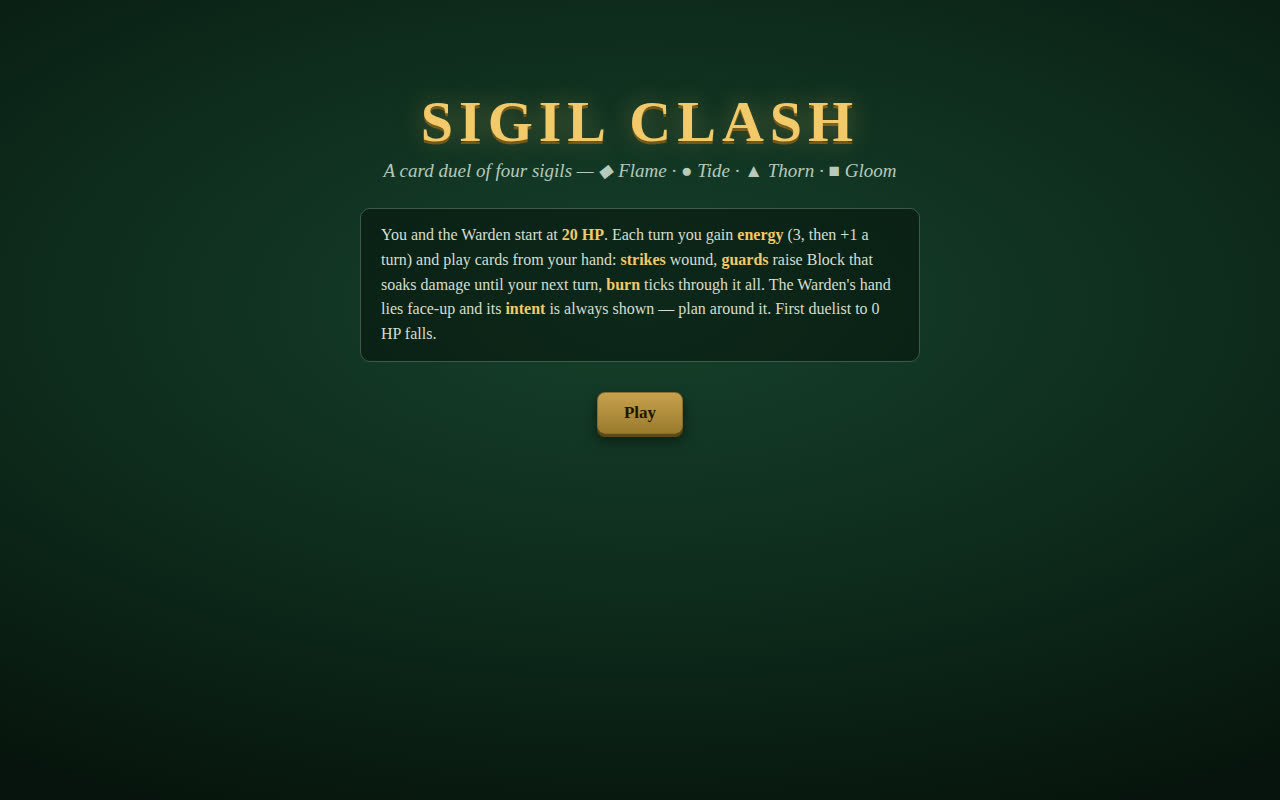 SIGIL CLASH
A card duel of four sigils — ◆ Flame · ● Tide · ▲ Thorn · ■ Gloom
You and the Warden start at 20 HP. Each turn you gain energy (3, then +1 a
turn) and play cards from your hand: strikes wound, guards raise Block that
soaks damage until your next turn, burn ticks through it all. The Warden's hand
lies face-up and its intent is always shown — plan around it. First duelist to 0
HP falls.
Play